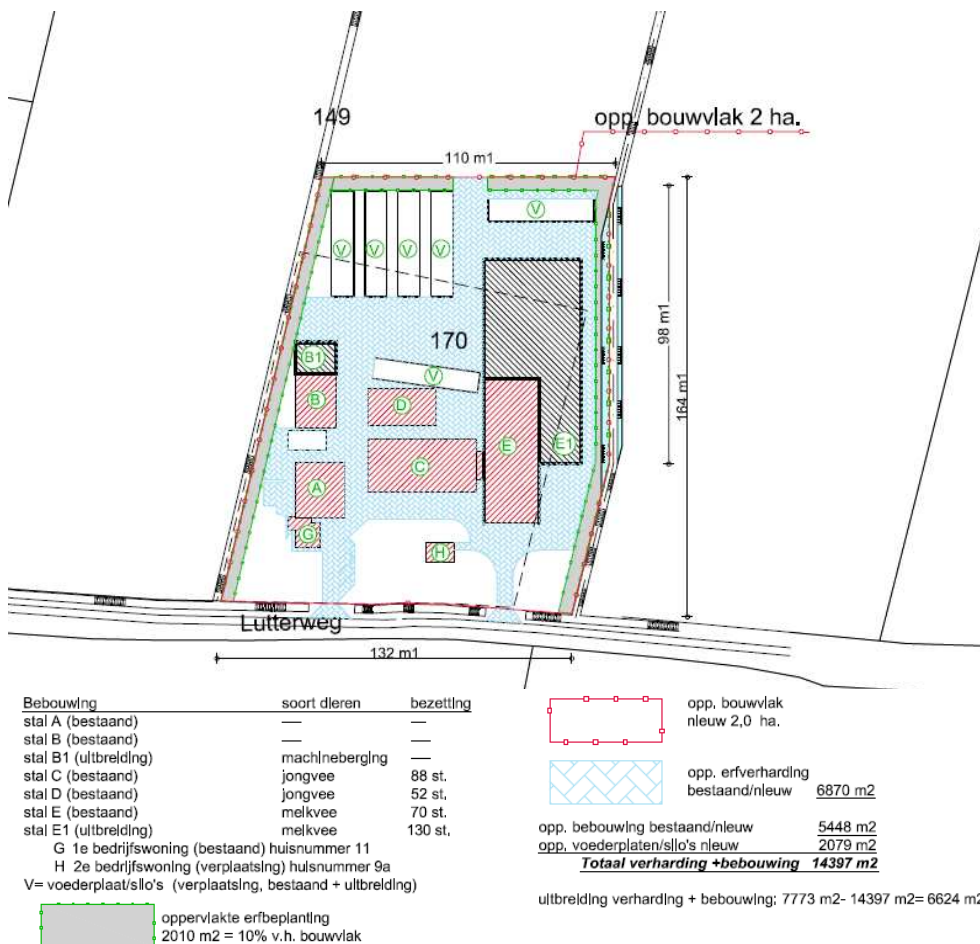 149
opp. bouwvlak 2 ha.
110 m1
V
V V V V
170
98 m1
164 m1
B1
V
B
D
E1
E
C
A
G
H
Lutterweg
132 m1
Bebouwing soort dieren bezetting
stal A (bestaand) — —
stal B (bestaand) — —
stal B1 (uitbreiding) machineberging —
stal C (bestaand) jongvee 88 st.
stal D (bestaand) jongvee 52 st.
stal E (bestaand) melkvee 70 st.
stal E1 (uitbreiding) melkvee 130 st.
G 1e bedrijfswoning (bestaand) huisnummer 11
H 2e bedrijfswoning (verplaatsing) huisnummer 9a
V= voederplaat/silo's (verplaatsing, bestaand + uitbreiding)
oppervlakte erfbeplanting
2010 m2 = 10% v.h. bouwvlak
opp. bouwvlak
nieuw 2,0 ha.
opp. erfverharding
bestaand/nieuw 6870 m2
opp. bebouwing bestaand/nieuw 5448 m2
opp. voederplaten/silo's nieuw 2079 m2
Totaal verharding +bebouwing 14397 m2
uitbreiding verharding + bebouwing: 7773 m2- 14397 m2= 6624 m2